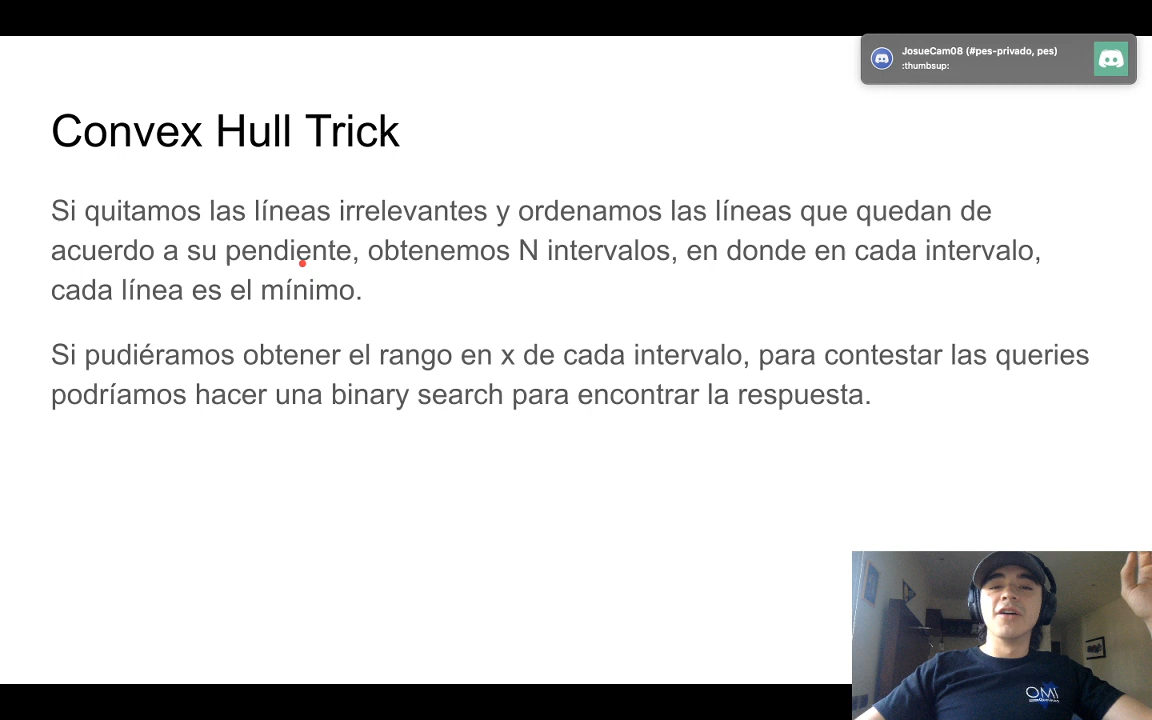 JosueCam08 (#pes-privado, pes)
:thumbsup:
Convex Hull Trick
Si quitamos las líneas irrelevantes y ordenamos las líneas que quedan de
acuerdo a su pendiente, obtenemos N intervalos, en donde en cada intervalo,
cada línea es el mínimo.
Si pudiéramos obtener el rango en x de cada intervalo, para contestar las queries
podríamos hacer una binary search para encontrar la respuesta.
OMI